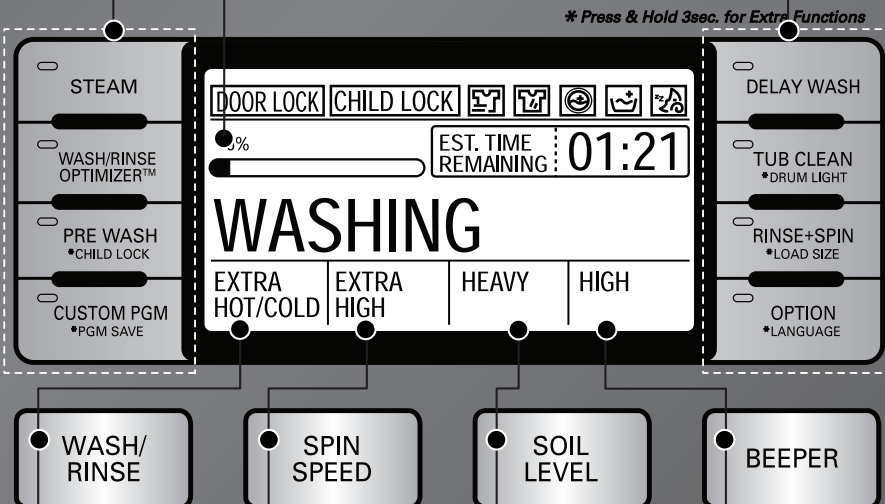 * Press & Hold 3sec. for Extra Functions
STEAM
WASH/RINSE
OPTIMIZER™
PRE WASH
*CHILD LOCK
CUSTOM PGM
*PGM SAVE
DOOR LOCK CHILD LOCK
EST. TIME
REMAINING 01:21
WASHING
EXTRA
HOT/COLD
EXTRA
HIGH
HEAVY
HIGH
DELAY WASH
TUB CLEAN
*DRUM LIGHT
RINSE+SPIN
*LOAD SIZE
OPTION
*LANGUAGE
WASH/
RINSE
SPIN
SPEED
SOIL
LEVEL
BEEPER